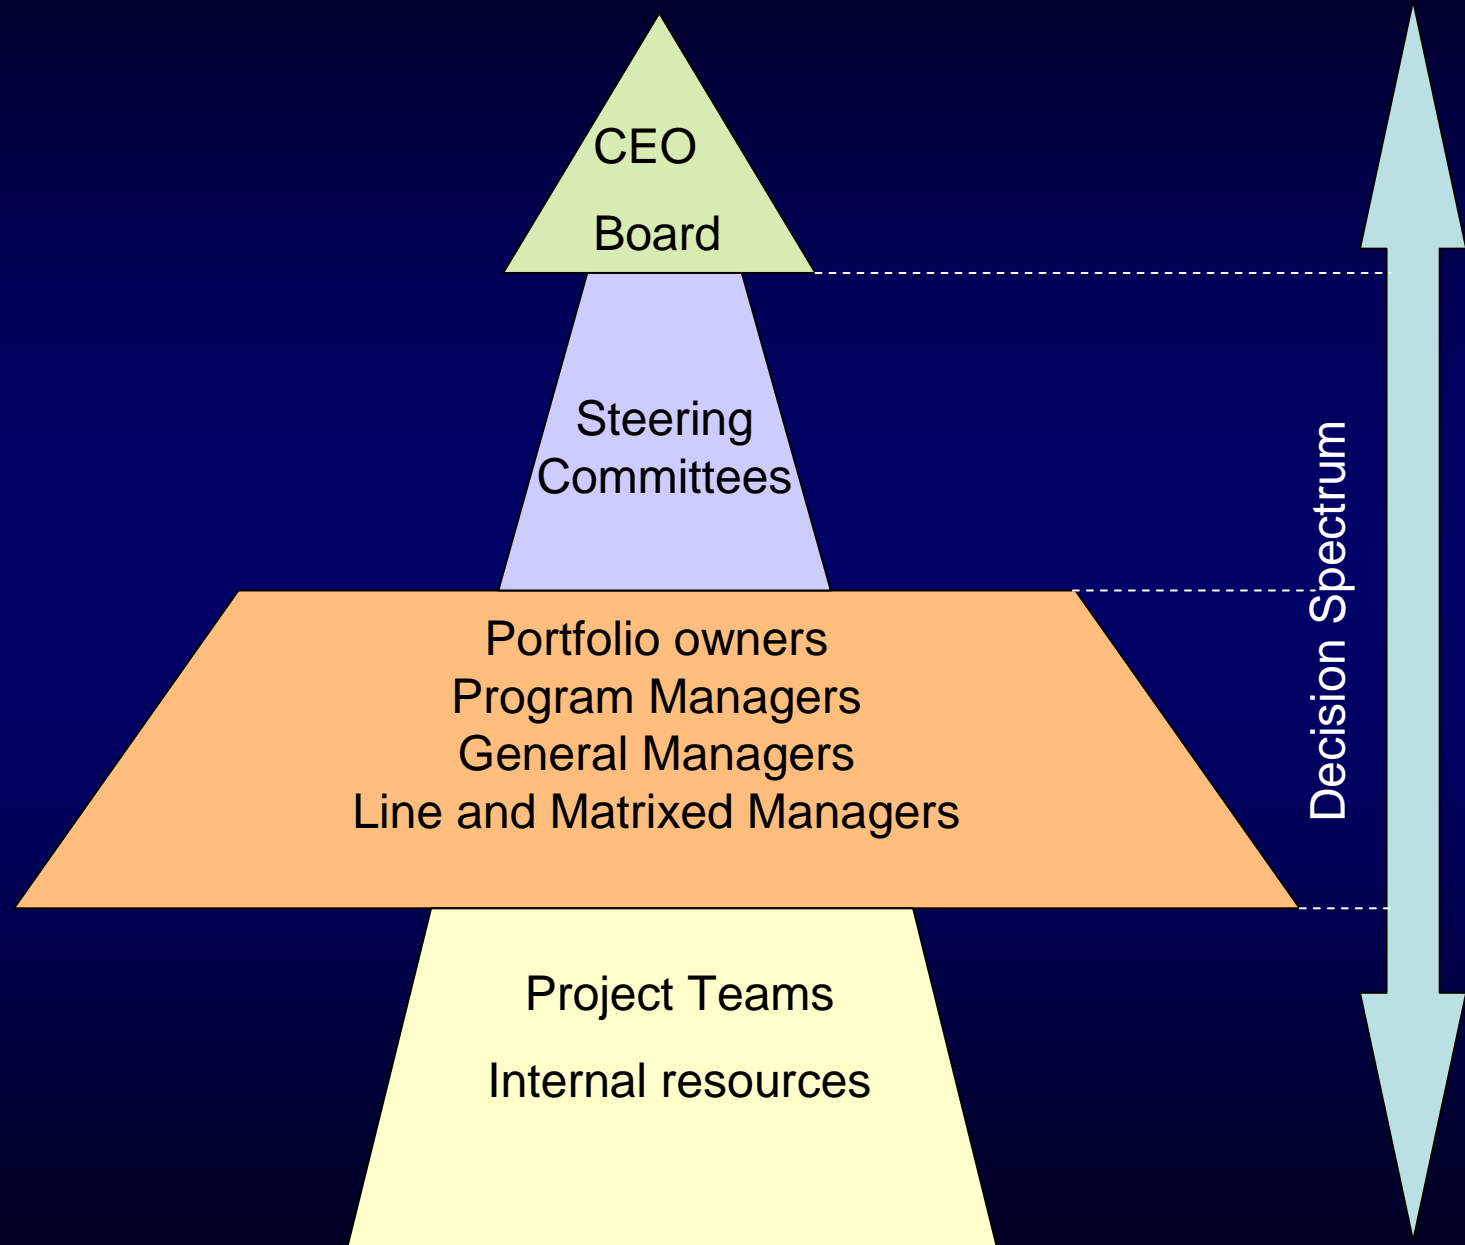 CEO
Board
Steering
Committees
Portfolio owners
Program Managers
General Managers
Line and Matrixed Managers
Decision Spectrum
Project Teams
Internal resources